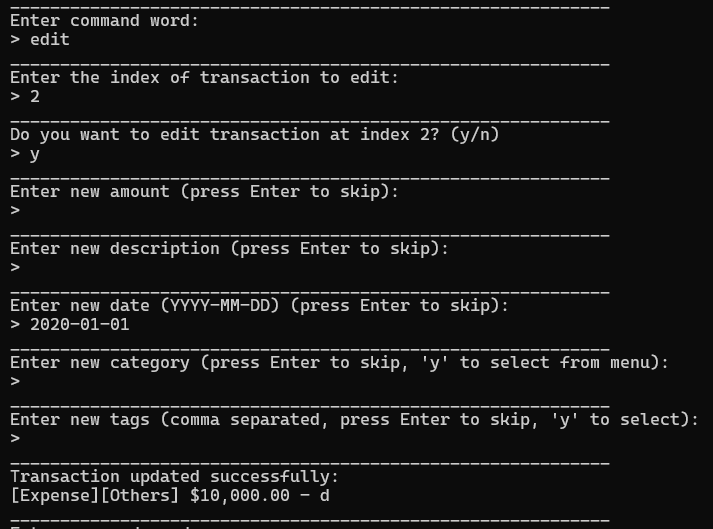 ____________________________________________________________
Enter command word:
> edit
____________________________________________________________
Enter the index of transaction to edit:
> 2
____________________________________________________________
Do you want to edit transaction at index 2? (y/n)
> y
____________________________________________________________
Enter new amount (press Enter to skip):
>
____________________________________________________________
Enter new description (press Enter to skip):
>
____________________________________________________________
Enter new date (YYYY-MM-DD) (press Enter to skip):
> 2020-01-01
____________________________________________________________
Enter new category (press Enter to skip, 'y' to select from menu):
>
____________________________________________________________
Enter new tags (comma separated, press Enter to skip, 'y' to select):
>
____________________________________________________________
Transaction updated successfully:
[Expense][Others] $10,000.00 - d
____________________________________________________________